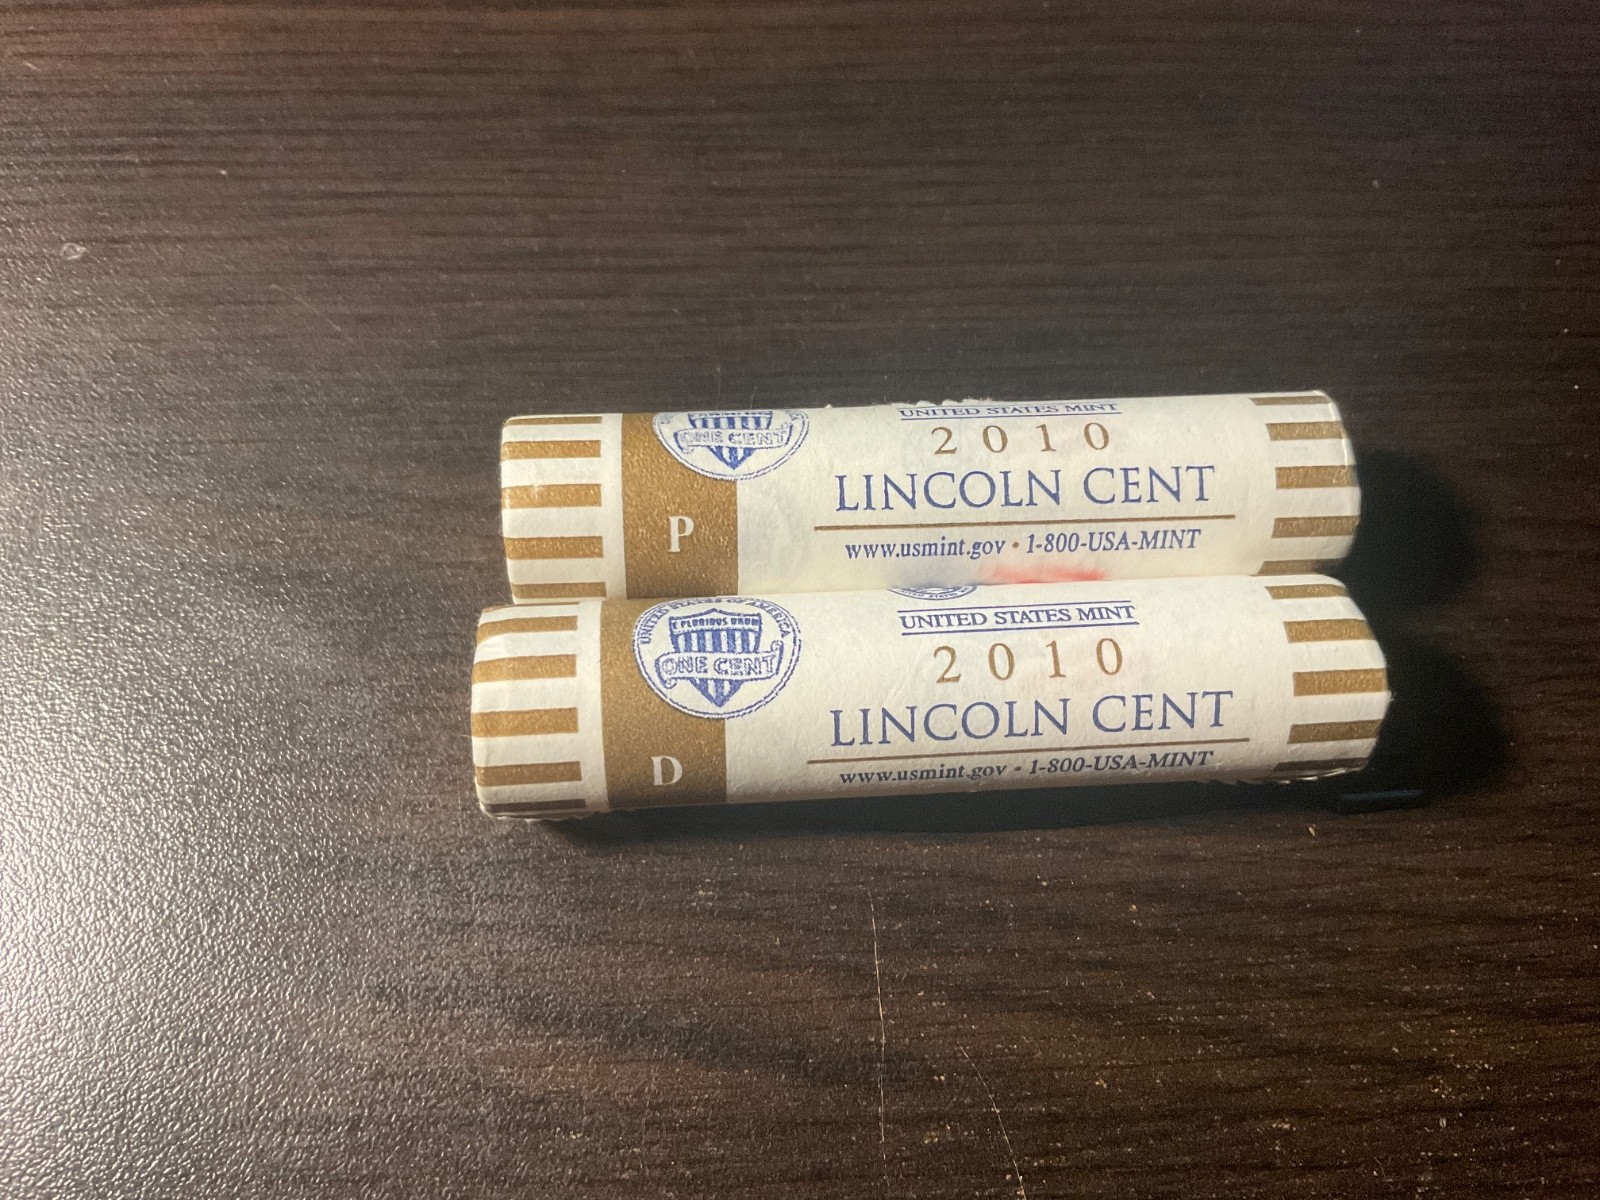 ONE CENT
UNITED STATES MINT
2010
LINCOLN CENT
P
www.usmint.gov • 1-800-USA-MINT
UNITED STATES OF AMERICA
E PLURIBUS UNUM
ONE CENT
UNITED STATES MINT
2010
LINCOLN CENT
D
www.usmint.gov • 1-800-USA-MINT